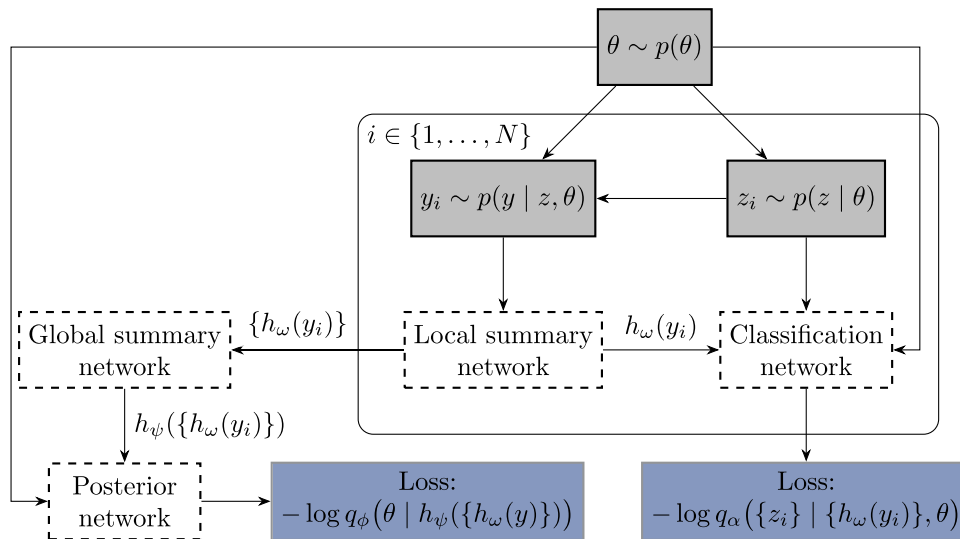 θ ∼ p(θ)
i ∈ {1, . . . , N}
y_i ∼ p(y | z, θ)
z_i ∼ p(z | θ)
{h_ω(y_i)}
h_ω(y_i)
Global summary
network
Local summary
network
Classification
network
h_ψ({h_ω(y_i)})
Posterior
network
Loss:
− log q_ϕ(θ | h_ψ({h_ω(y)}))
Loss:
− log q_α({z_i} | {h_ω(y_i)}, θ)